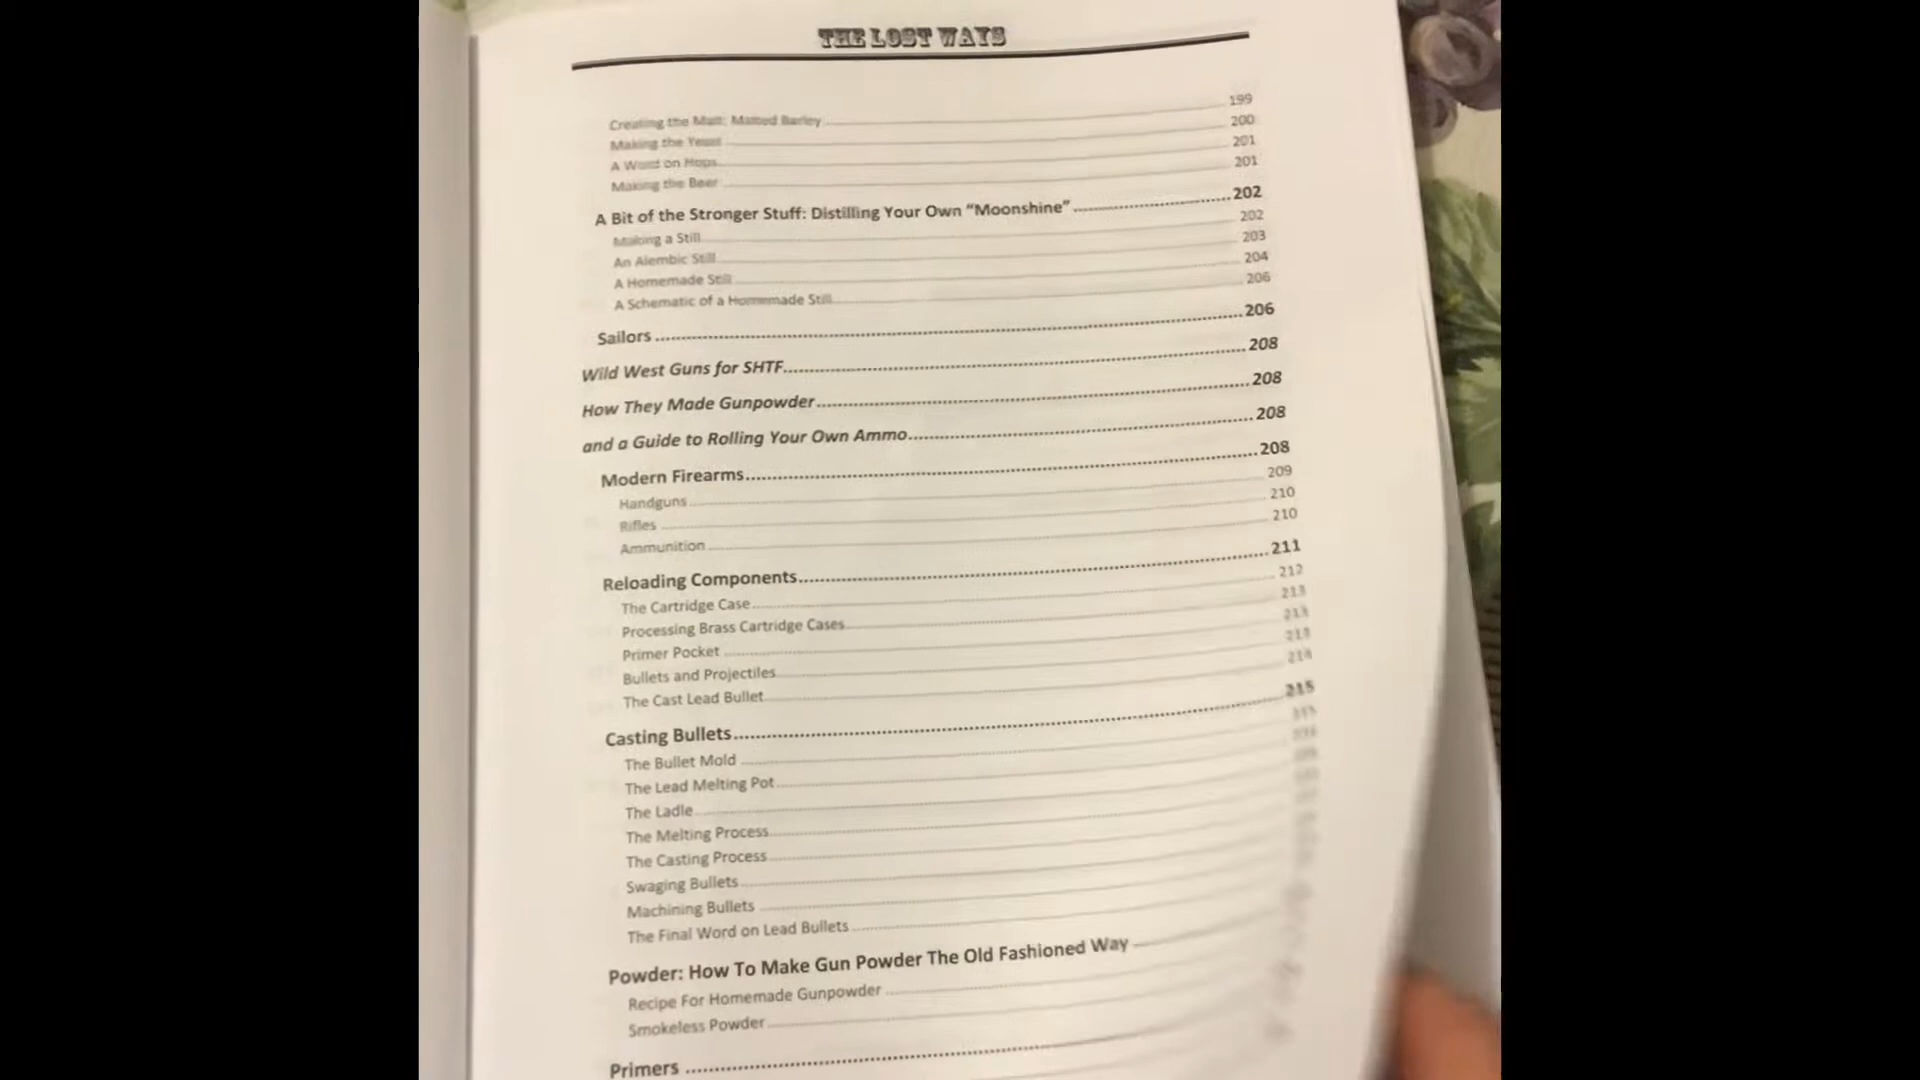 THE LOST WAYS
Creating the Malt: Malted Barley 199
Making the Yeast 200
A Word on Hops 201
Making the Beer 201
A Bit of the Stronger Stuff: Distilling Your Own “Moonshine” 202
Making a Still 202
An Alembic Still 203
A Homemade Still 204
A Schematic of a Homemade Still 206
Sailors 206
Wild West Guns for SHTF 208
How They Made Gunpowder 208
and a Guide to Rolling Your Own Ammo 208
Modern Firearms 208
Handguns 209
Rifles 210
Ammunition 210
Reloading Components 211
The Cartridge Case 212
Processing Brass Cartridge Cases 213
Primer Pocket 213
Bullets and Projectiles 213
The Cast Lead Bullet 214
Casting Bullets 215
The Bullet Mold
The Lead Melting Pot
The Ladle
The Melting Process
The Casting Process
Swaging Bullets
Machining Bullets
The Final Word on Lead Bullets
Powder: How To Make Gun Powder The Old Fashioned Way
Recipe For Homemade Gunpowder
Smokeless Powder
Primers